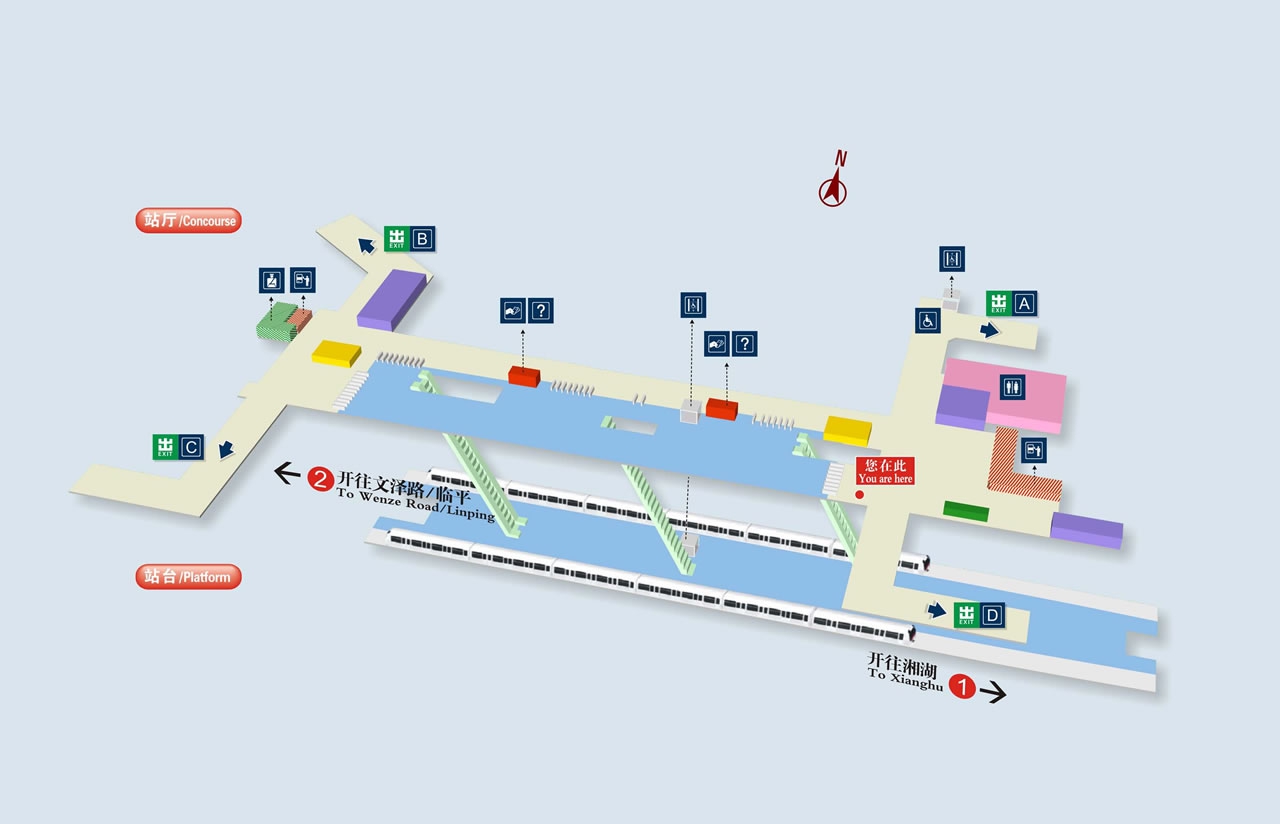 N
站厅/Concourse
出 EXIT B
出 EXIT A
?
?
出 EXIT C
您在此
You are here
2 开往文泽路/临平
To Wenze Road/Linping
站台/Platform
出 EXIT D
开往湘湖
To Xianghu 1